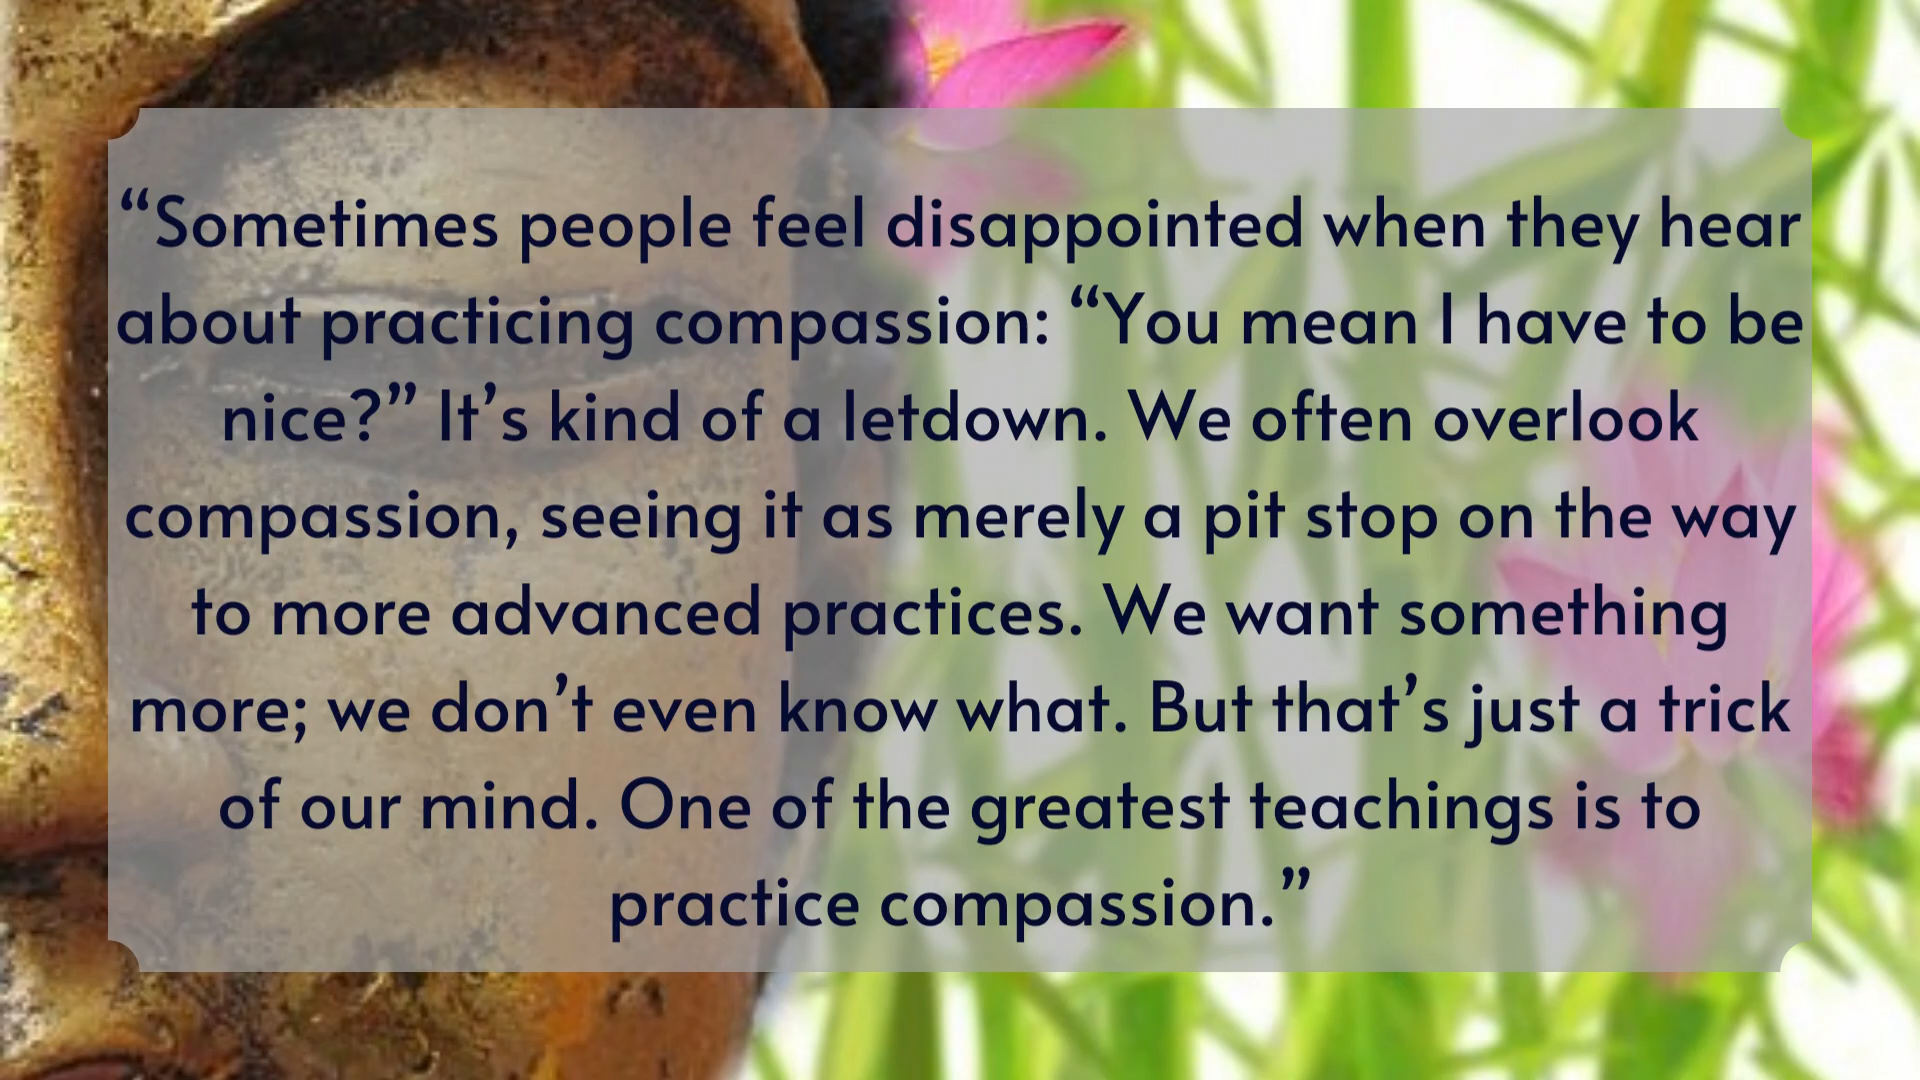 “Sometimes people feel disappointed when they hear
about practicing compassion: “You mean I have to be
nice?” It’s kind of a letdown. We often overlook
compassion, seeing it as merely a pit stop on the way
to more advanced practices. We want something
more; we don’t even know what. But that’s just a trick
of our mind. One of the greatest teachings is to
practice compassion.”